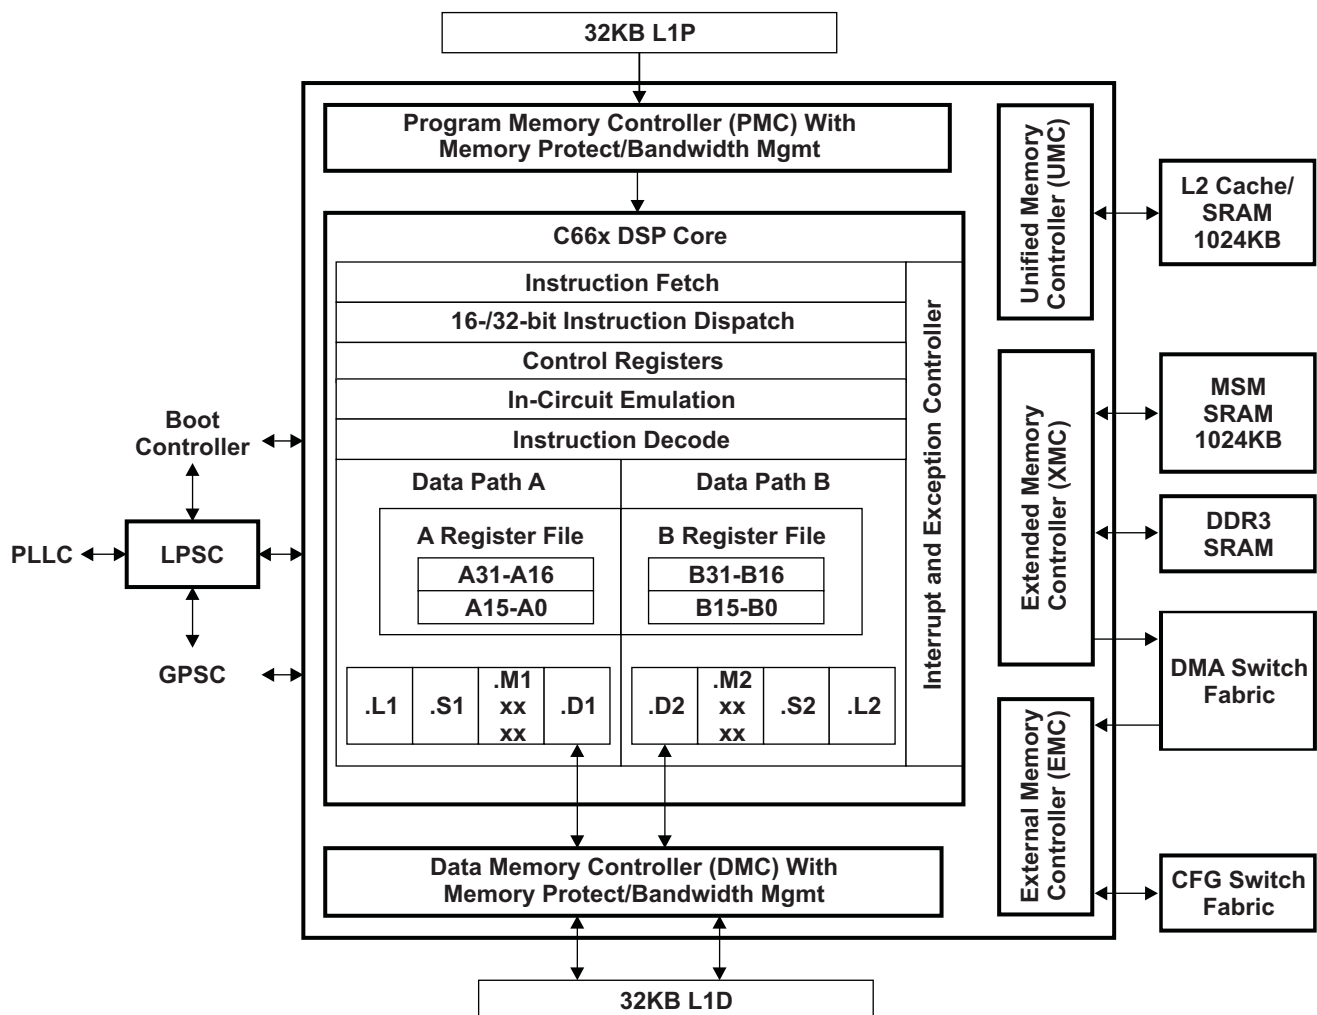 32KB L1P
Program Memory Controller (PMC) With
Memory Protect/Bandwidth Mgmt
C66x DSP Core
Instruction Fetch
16-/32-bit Instruction Dispatch
Control Registers
In-Circuit Emulation
Instruction Decode
Data Path A
Data Path B
A Register File
B Register File
A31-A16
B31-B16
A15-A0
B15-B0
.L1
.S1
.M1
xx
xx
.D1
.D2
.M2
xx
xx
.S2
.L2
Interrupt and Exception Controller
Data Memory Controller (DMC) With
Memory Protect/Bandwidth Mgmt
32KB L1D
Boot
Controller
PLLC
LPSC
GPSC
Unified Memory
Controller (UMC)
Extended Memory
Controller (XMC)
External Memory
Controller (EMC)
L2 Cache/
SRAM
1024KB
MSM
SRAM
1024KB
DDR3
SRAM
DMA Switch
Fabric
CFG Switch
Fabric